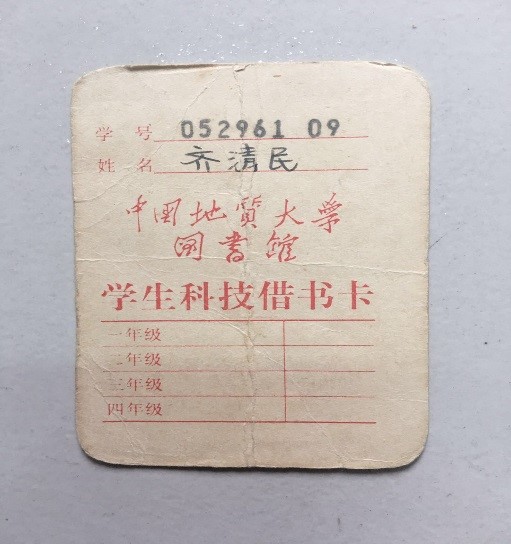 学号 052961 09
姓名 齐清民
中国地質大學
圖書館
学生科技借书卡
一年级
二年级
三年级
四年级